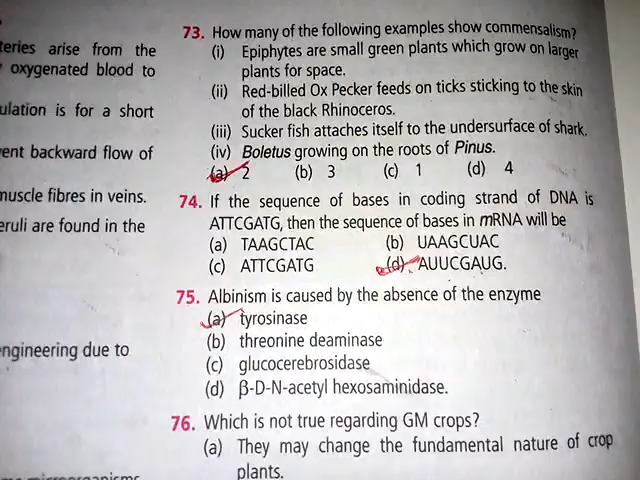 teries arise from the
oxygenated blood to
ulation is for a short
ent backward flow of
muscle fibres in veins.
eruli are found in the
ngineering due to
73. How many of the following examples show commensalism?
(i) Epiphytes are small green plants which grow on larger
plants for space.
(ii) Red-billed Ox Pecker feeds on ticks sticking to the skin
of the black Rhinoceros.
(iii) Sucker fish attaches itself to the undersurface of shark.
(iv) Boletus growing on the roots of Pinus.
(a) 2 (b) 3 (c) 1 (d) 4
74. If the sequence of bases in coding strand of DNA is
ATTCGATG, then the sequence of bases in mRNA will be
(a) TAAGCTAC (b) UAAGCUAC
(c) ATTCGATG (d) AUUCGAUG.
75. Albinism is caused by the absence of the enzyme
(a) tyrosinase
(b) threonine deaminase
(c) glucocerebrosidase
(d) β-D-N-acetyl hexosaminidase.
76. Which is not true regarding GM crops?
(a) They may change the fundamental nature of crop
plants.